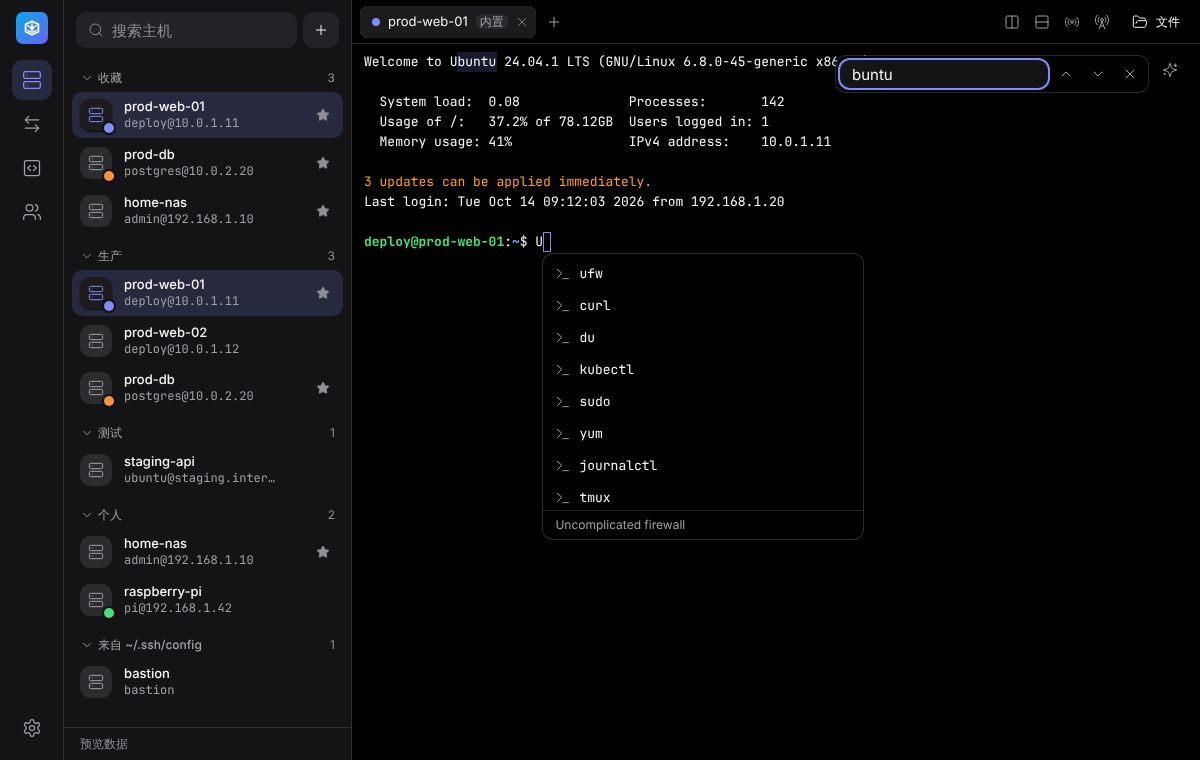 搜索主机
收藏 3
prod-web-01
deploy@10.0.1.11
prod-db
postgres@10.0.2.20
home-nas
admin@192.168.1.10
生产 3
prod-web-01
deploy@10.0.1.11
prod-web-02
deploy@10.0.1.12
prod-db
postgres@10.0.2.20
测试 1
staging-api
ubuntu@staging.inter…
个人 2
home-nas
admin@192.168.1.10
raspberry-pi
pi@192.168.1.42
来自 ~/.ssh/config 1
bastion
bastion
预览数据
prod-web-01 内置
文件
buntu
Welcome to Ubuntu 24.04.1 LTS (GNU/Linux 6.8.0-45-generic x86
System load: 0.08 Processes: 142
Usage of /: 37.2% of 78.12GB Users logged in: 1
Memory usage: 41% IPv4 address: 10.0.1.11
3 updates can be applied immediately.
Last login: Tue Oct 14 09:12:03 2026 from 192.168.1.20
deploy@prod-web-01:~$ U
>_ ufw
>_ curl
>_ du
>_ kubectl
>_ sudo
>_ yum
>_ journalctl
>_ tmux
Uncomplicated firewall